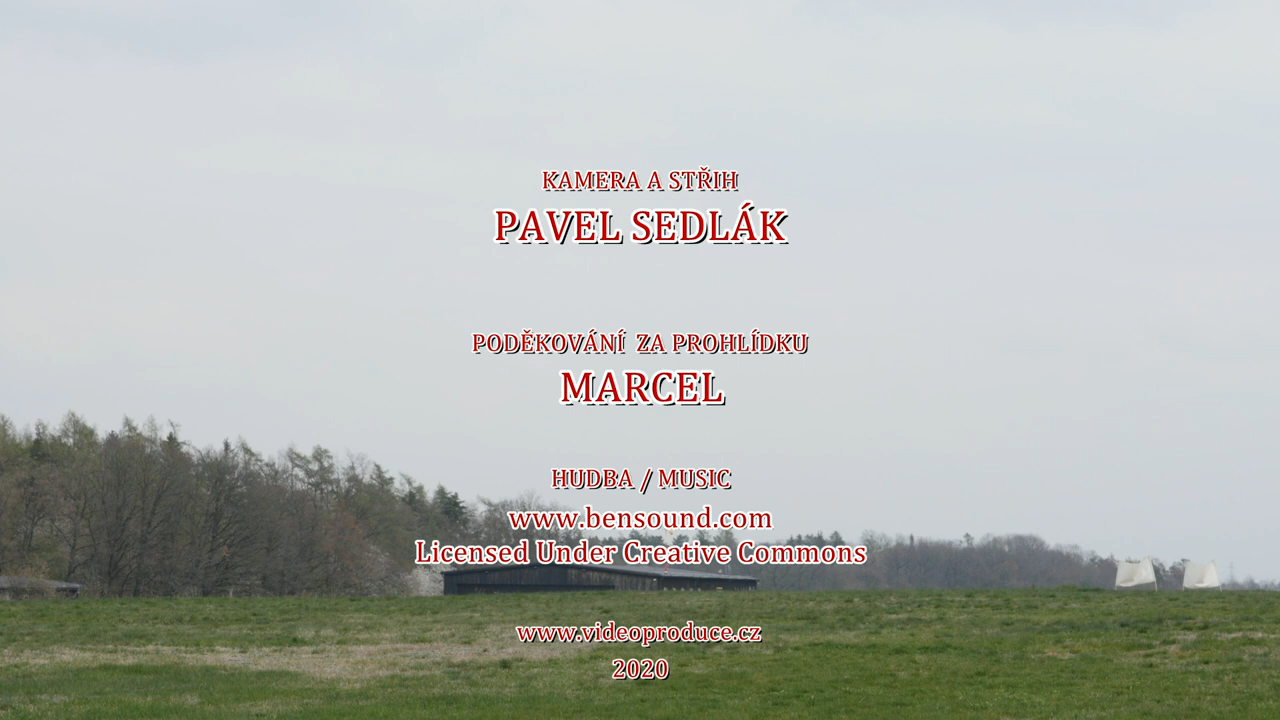 KAMERA A STŘIH
PAVEL SEDLÁK
PODĚKOVÁNÍ ZA PROHLÍDKU
MARCEL
HUDBA / MUSIC
www.bensound.com
Licensed Under Creative Commons
www.videoproduce.cz
2020